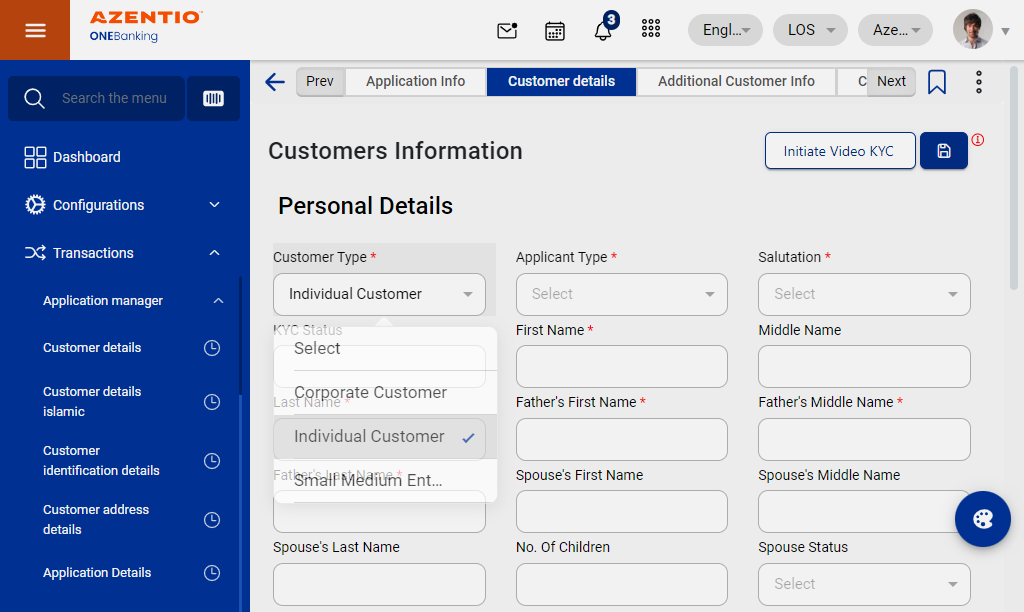 AZENTIO
ONEBanking
3
Engl...
LOS
Aze...
Search the menu
Prev
Application Info
Customer details
Additional Customer Info
C
Next
Dashboard
Configurations
Transactions
Application manager
Customer details
Customer details
islamic
Customer
identification details
Customer address
details
Application Details
Customers Information
Initiate Video KYC
Personal Details
Customer Type *
Applicant Type *
Salutation *
Individual Customer
Select
Select
KYC Status
First Name *
Middle Name
Select
Corporate Customer
Last Name *
Father's First Name *
Father's Middle Name *
Individual Customer
Father's Last Name *
Small Medium Ent...
Spouse's First Name
Spouse's Middle Name
Spouse's Last Name
No. Of Children
Spouse Status
Select